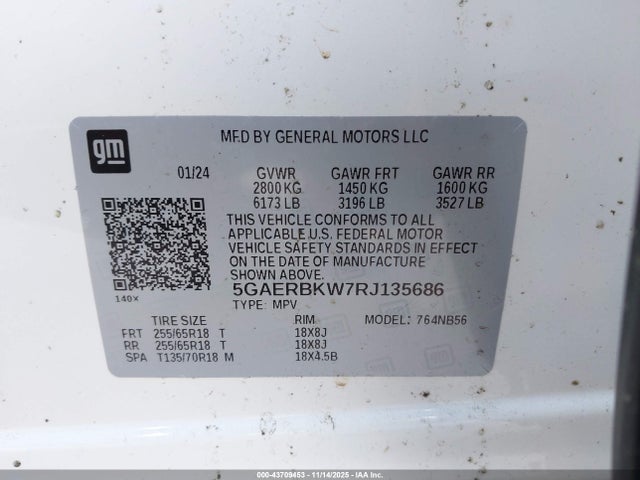 gm
MFD BY GENERAL MOTORS LLC
01/24 GVWR GAWR FRT GAWR RR
2800 KG 1450 KG 1600 KG
6173 LB 3196 LB 3527 LB
THIS VEHICLE CONFORMS TO ALL
APPLICABLE U.S. FEDERAL MOTOR
VEHICLE SAFETY STANDARDS IN EFFECT
ON THE DATE OF MANUFACTURE
SHOWN ABOVE.
140X
5GAERBKW7RJ135686
TYPE: MPV
TIRE SIZE RIM MODEL: 764NB56
FRT 255/65R18 T 18X8J
RR 255/65R18 T 18X8J
SPA T135/70R18 M 18X4.5B
000-43709453 - 11/14/2025 - IAA Inc.